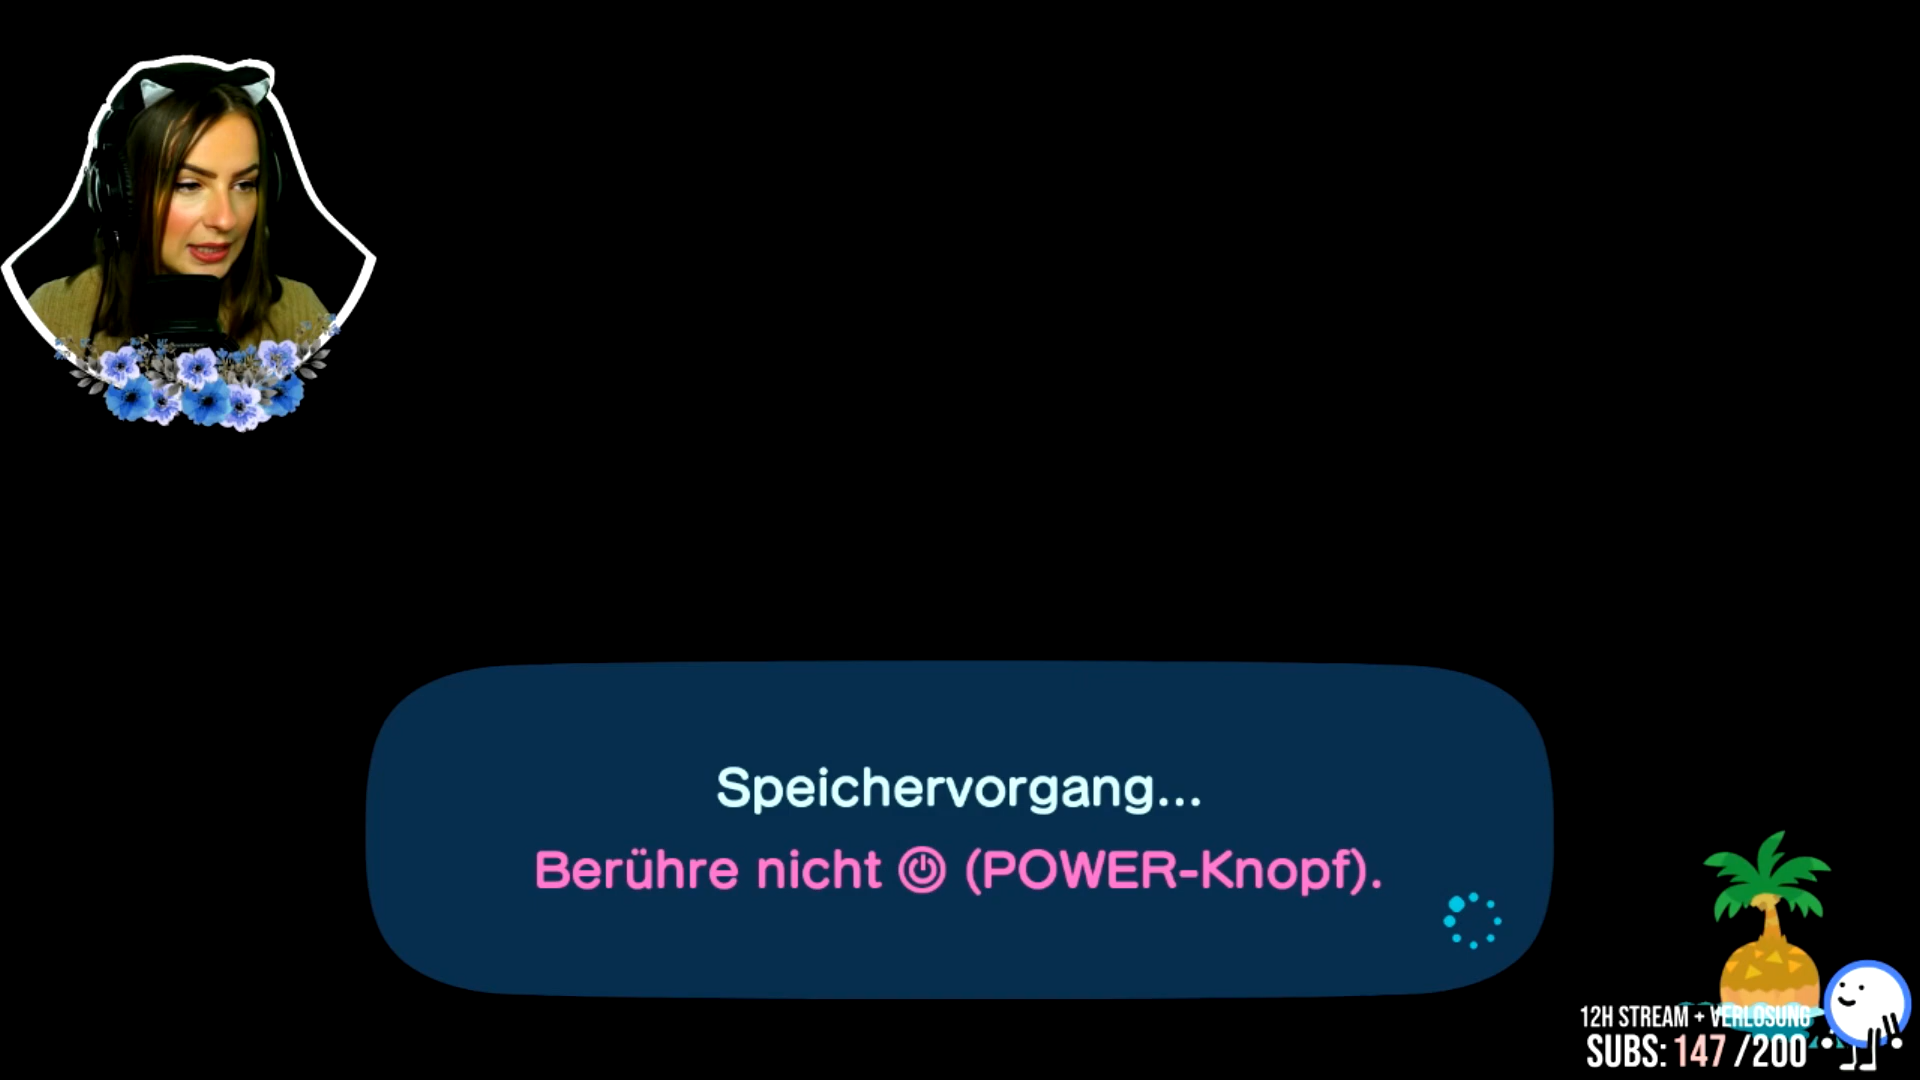 Speichervorgang...
Berühre nicht ⏻ (POWER-Knopf).
12H STREAM + VERLOSUNG
SUBS: 147 /200